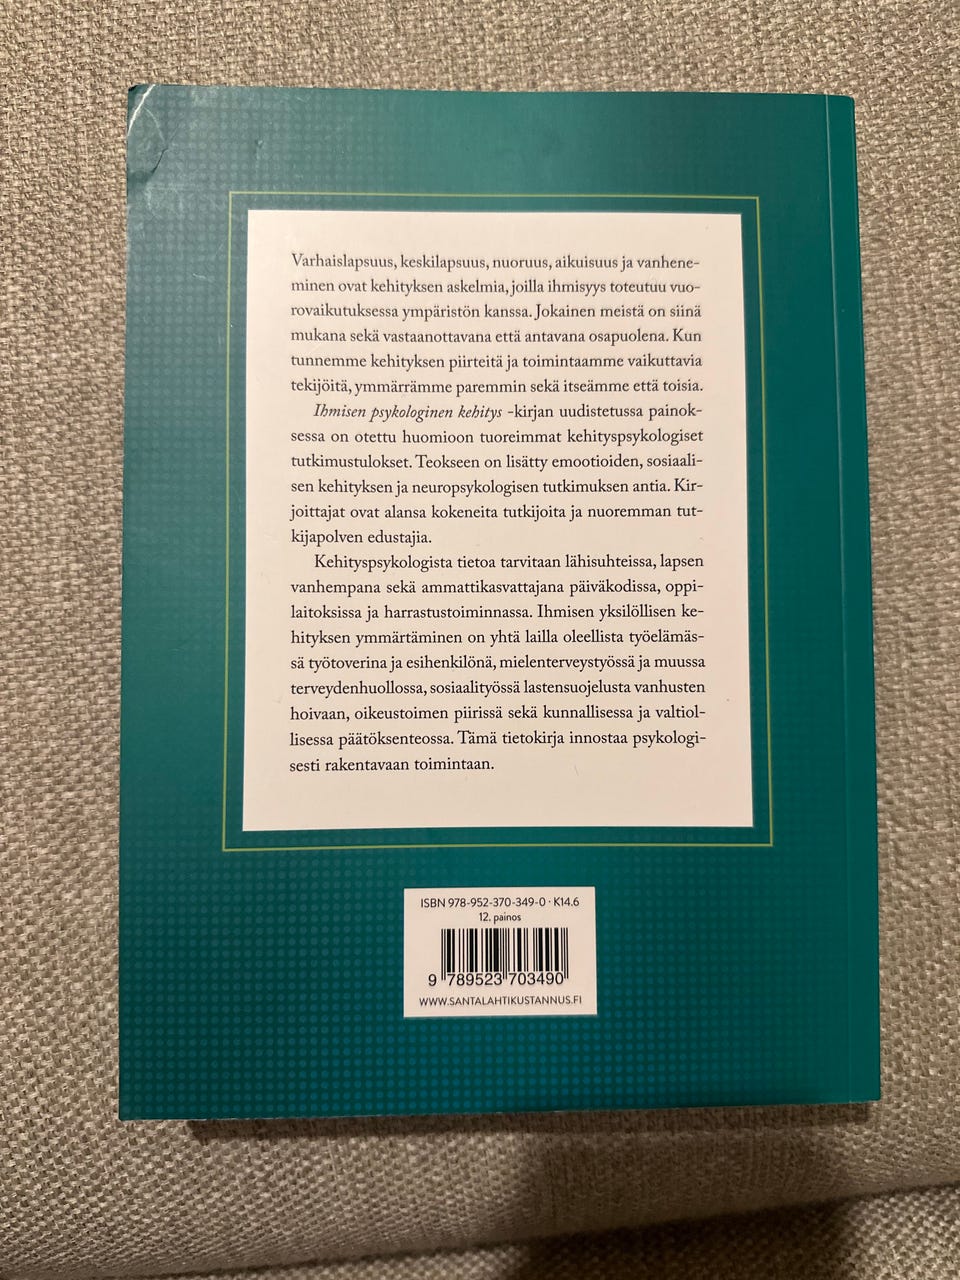 Varhaislapsuus, keskilapsuus, nuoruus, aikuisuus ja vanhene-
minen ovat kehityksen askelmia, joilla ihmisyys toteutuu vuo-
rovaikutuksessa ympäristön kanssa. Jokainen meistä on siinä
mukana sekä vastaanottavana että antavana osapuolena. Kun
tunnemme kehityksen piirteitä ja toimintaamme vaikuttavia
tekijöitä, ymmärrämme paremmin sekä itseämme että toisia.
Ihmisen psykologinen kehitys -kirjan uudistetussa painok-
sessa on otettu huomioon tuoreimmat kehityspsykologiset
tutkimustulokset. Teokseen on lisätty emootioiden, sosiaali-
sen kehityksen ja neuropsykologisen tutkimuksen antia. Kir-
joittajat ovat alansa kokeneita tutkijoita ja nuoremman tut-
kijapolven edustajia.
Kehityspsykologista tietoa tarvitaan lähisuhteissa, lapsen
vanhempana sekä ammattikasvattajana päiväkodissa, oppi-
laitoksissa ja harrastustoiminnassa. Ihmisen yksilöllisen ke-
hityksen ymmärtäminen on yhtä lailla oleellista työelämäs-
sä työtoverina ja esihenkilönä, mielenterveystyössä ja muussa
terveydenhuollossa, sosiaalityössä lastensuojelusta vanhusten
hoivaan, oikeustoimen piirissä sekä kunnallisessa ja valtiol-
lisessa päätöksenteossa. Tämä tietokirja innostaa psykologi-
sesti rakentavaan toimintaan.
ISBN 978-952-370-349-0 · K14.6
12. painos
9 789523 703490
WWW.SANTALAHTIKUSTANNUS.FI